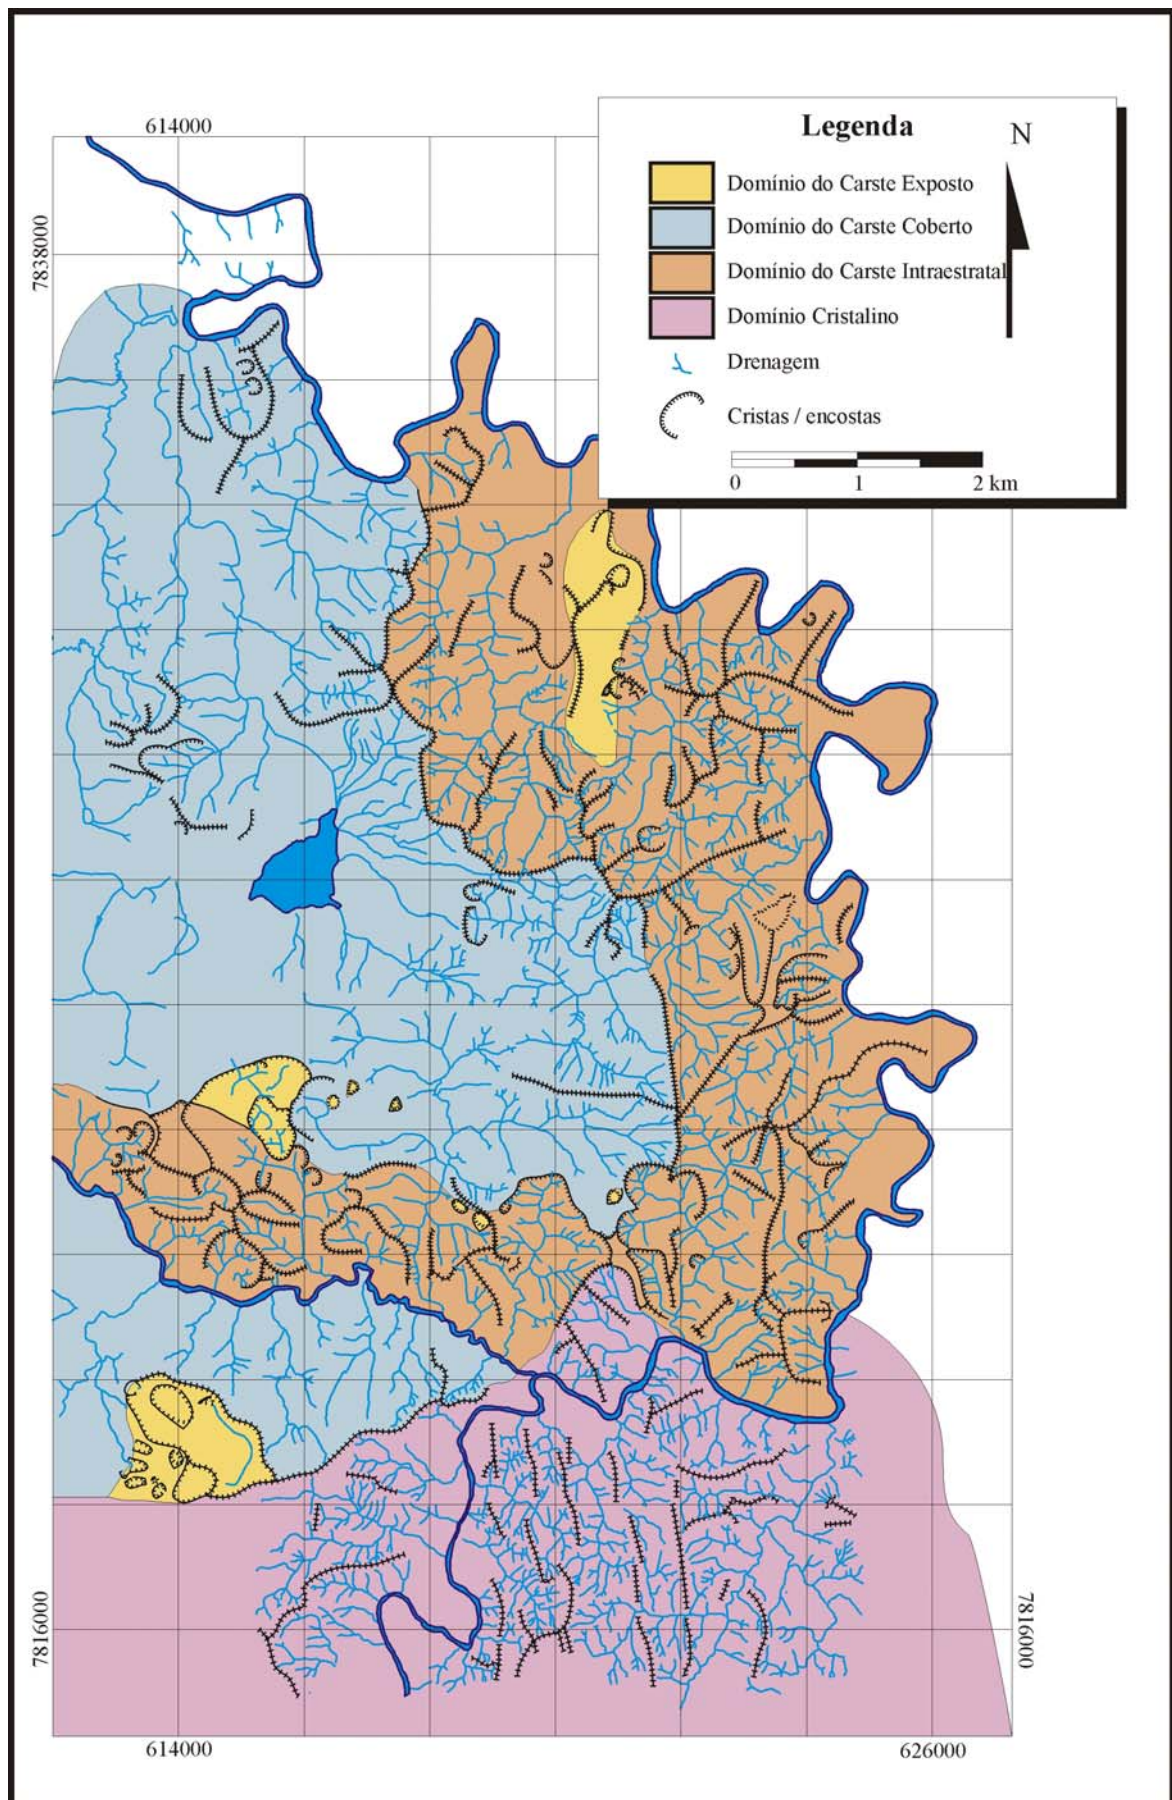 614000
Legenda
N
Domínio do Carste Exposto
7838000
Domínio do Carste Coberto
Domínio do Carste Intraestratal
Domínio Cristalino
Drenagem
Cristas / encostas
0 1 2 km
7816000
7816000
614000
626000